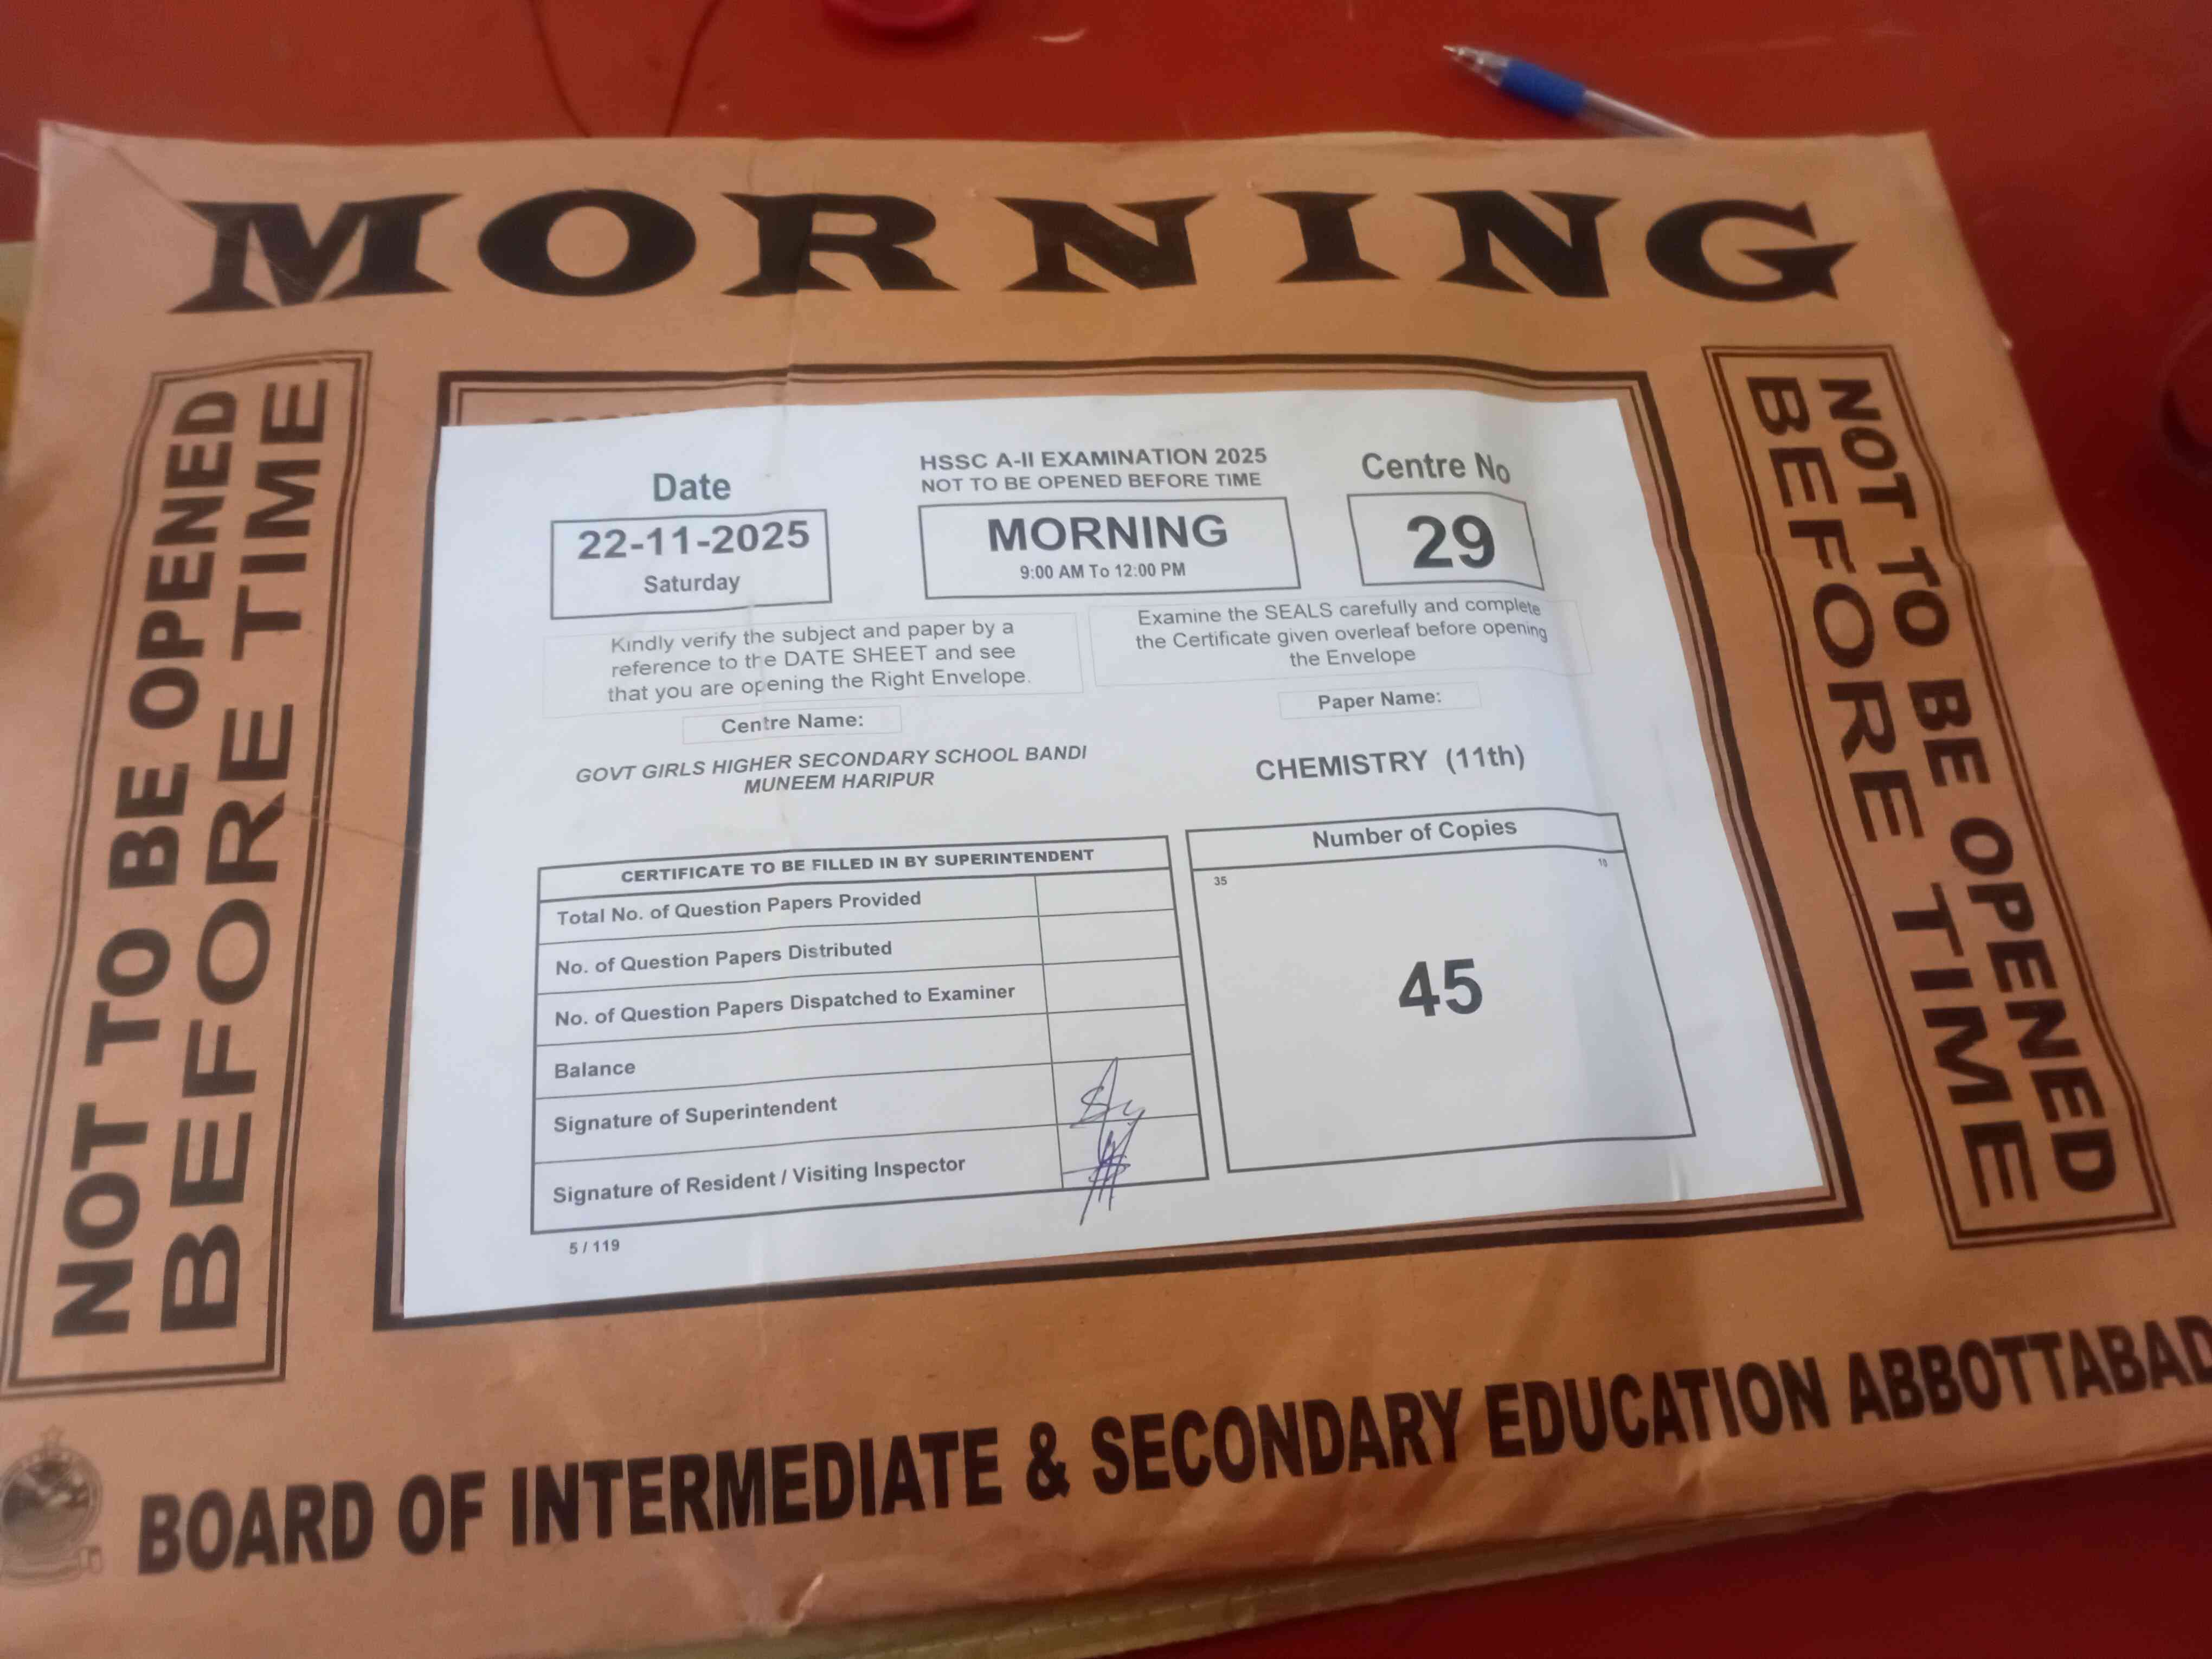 MORNING
NOT TO BE OPENED
BEFORE TIME
NOT TO BE OPENED
BEFORE TIME
HSSC A-II EXAMINATION 2025
NOT TO BE OPENED BEFORE TIME
Date
22-11-2025
Saturday
MORNING
9:00 AM To 12:00 PM
Centre No
29
Kindly verify the subject and paper by a
reference to the DATE SHEET and see
that you are opening the Right Envelope.
Examine the SEALS carefully and complete
the Certificate given overleaf before opening
the Envelope
Centre Name:
GOVT GIRLS HIGHER SECONDARY SCHOOL BANDI
MUNEEM HARIPUR
Paper Name:
CHEMISTRY (11th)
CERTIFICATE TO BE FILLED IN BY SUPERINTENDENT
Total No. of Question Papers Provided
No. of Question Papers Distributed
No. of Question Papers Dispatched to Examiner
Balance
Signature of Superintendent
Signature of Resident / Visiting Inspector
Number of Copies
35
10
45
5 / 119
BOARD OF INTERMEDIATE & SECONDARY EDUCATION ABBOTTABAD